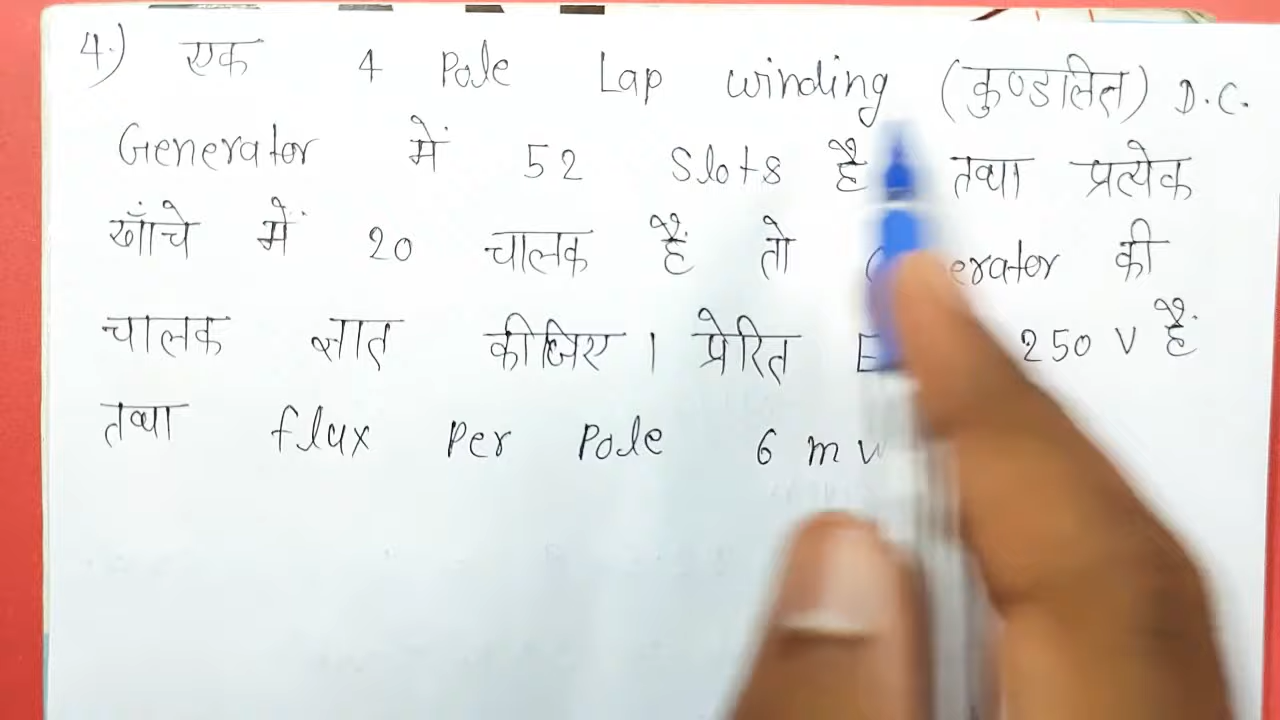 4.) एक 4 Pole Lap winding (कुण्डलित) D.C.
Generator में 52 Slots है तथा प्रत्येक
खाँचे में 20 चालक हैं तो की
चालक ज्ञात कीजिए । प्रेरित 250 V हैं
तथा flux Per Pole 6